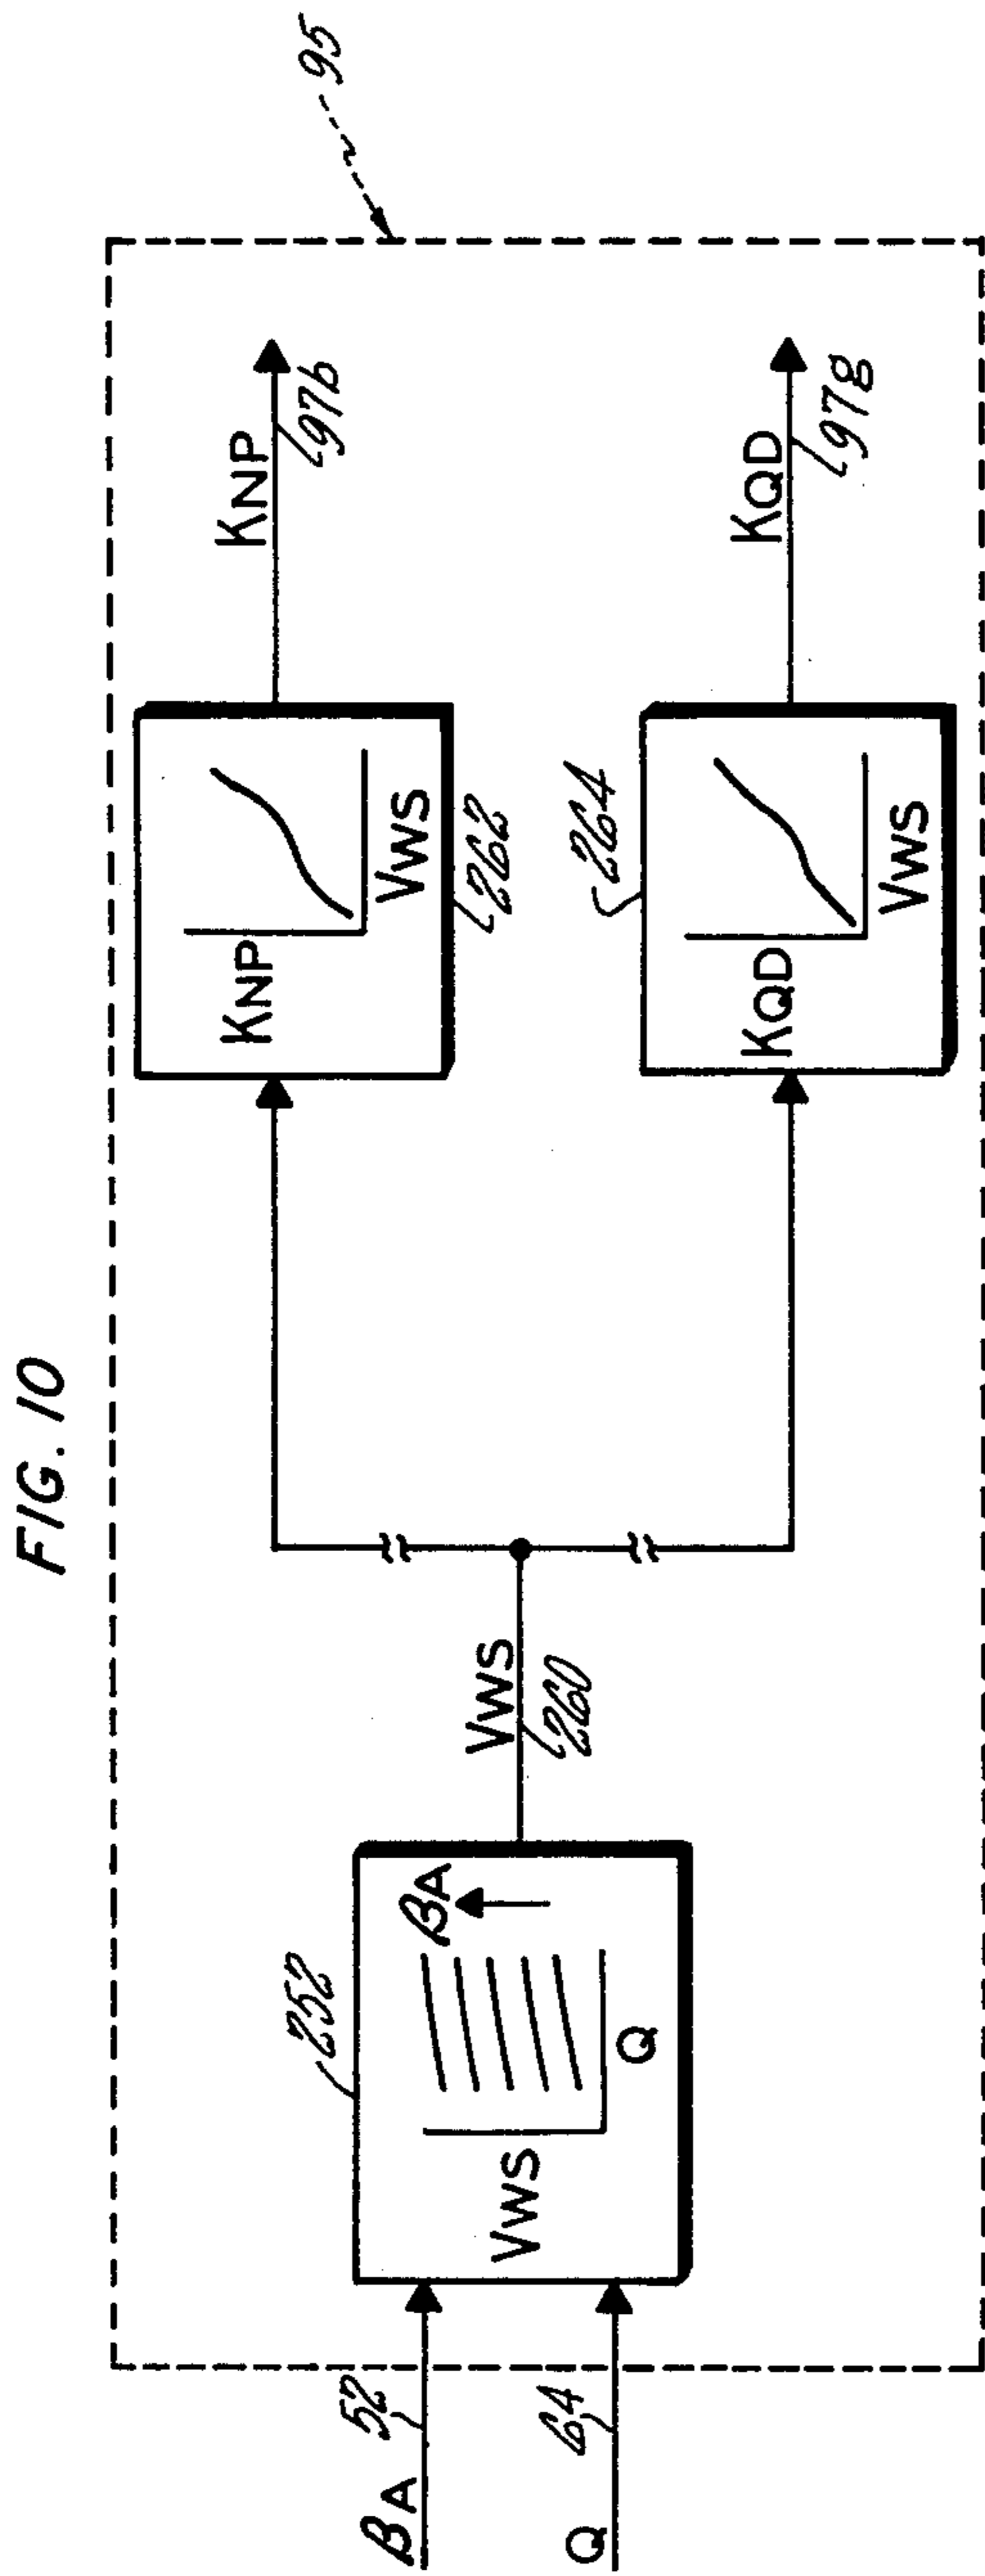 FIG. 10
95
βA 52
Q 64
252
VWS
βA
Q
VWS
260
KNP
VWS
262
KNP
97b
264
KQD
VWS
KQD
97g